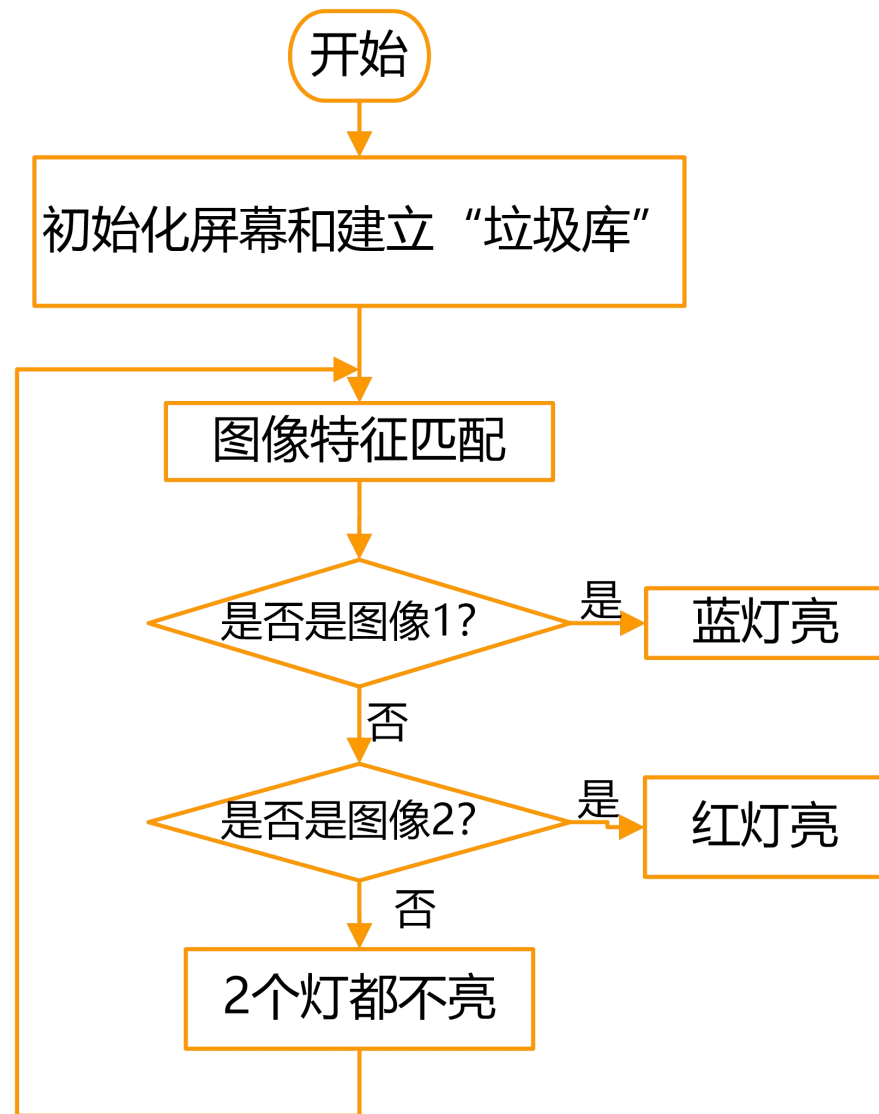 开始
初始化屏幕和建立“垃圾库”
图像特征匹配
是否是图像1?
是
蓝灯亮
否
是否是图像2?
是
红灯亮
否
2个灯都不亮